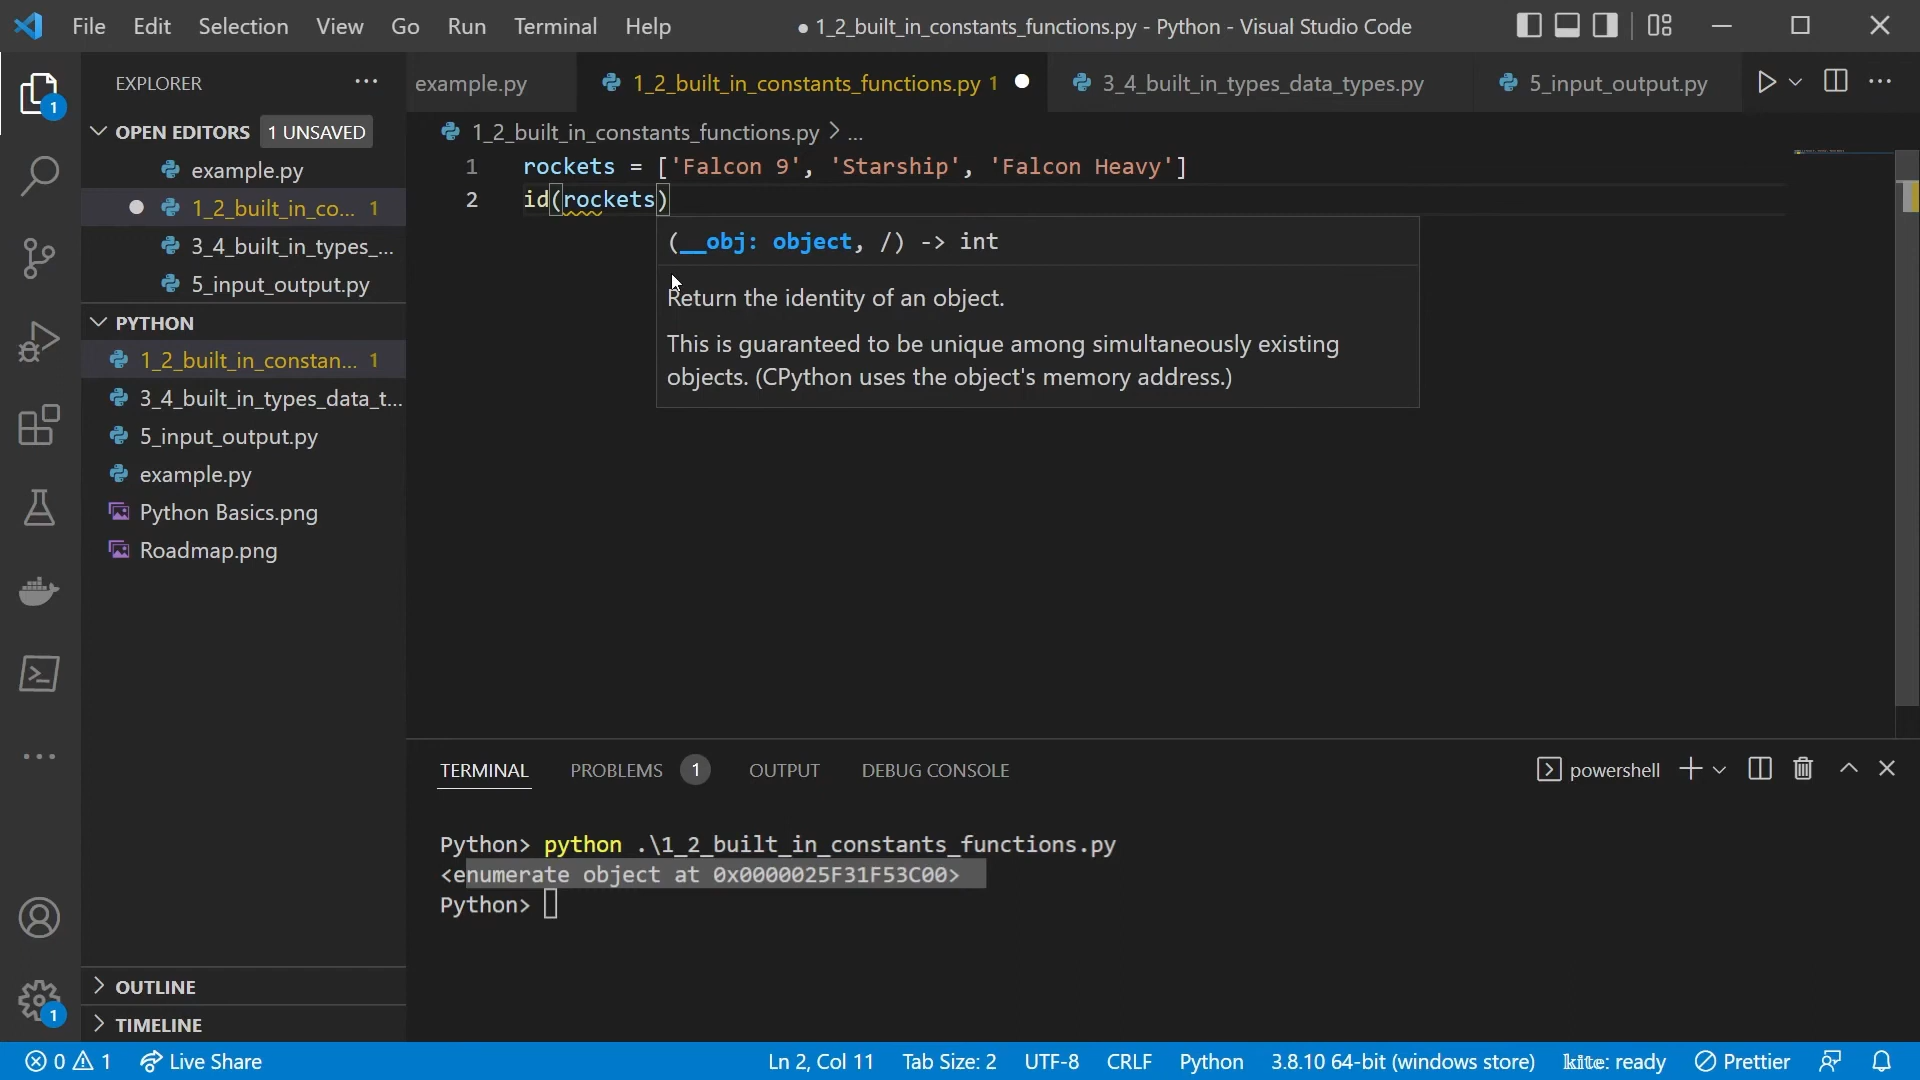 File Edit Selection View Go Run Terminal Help ● 1_2_built_in_constants_functions.py - Python - Visual Studio Code
EXPLORER
example.py 1_2_built_in_constants_functions.py 1 3_4_built_in_types_data_types.py 5_input_output.py
1
OPEN EDITORS 1 UNSAVED
example.py
1_2_built_in_co... 1
3_4_built_in_types_...
5_input_output.py
PYTHON
1_2_built_in_constan... 1
3_4_built_in_types_data_t...
5_input_output.py
example.py
Python Basics.png
Roadmap.png
OUTLINE
TIMELINE
1
1_2_built_in_constants_functions.py > ...
1 rockets = ['Falcon 9', 'Starship', 'Falcon Heavy']
2 id(rockets)
(__obj: object, /) -> int
Return the identity of an object.
This is guaranteed to be unique among simultaneously existing
objects. (CPython uses the object's memory address.)
TERMINAL PROBLEMS 1 OUTPUT DEBUG CONSOLE powershell
Python> python .\1_2_built_in_constants_functions.py
<enumerate object at 0x0000025F31F53C00>
Python>
0 1 Live Share Ln 2, Col 11 Tab Size: 2 UTF-8 CRLF Python 3.8.10 64-bit (windows store) kite: ready Prettier